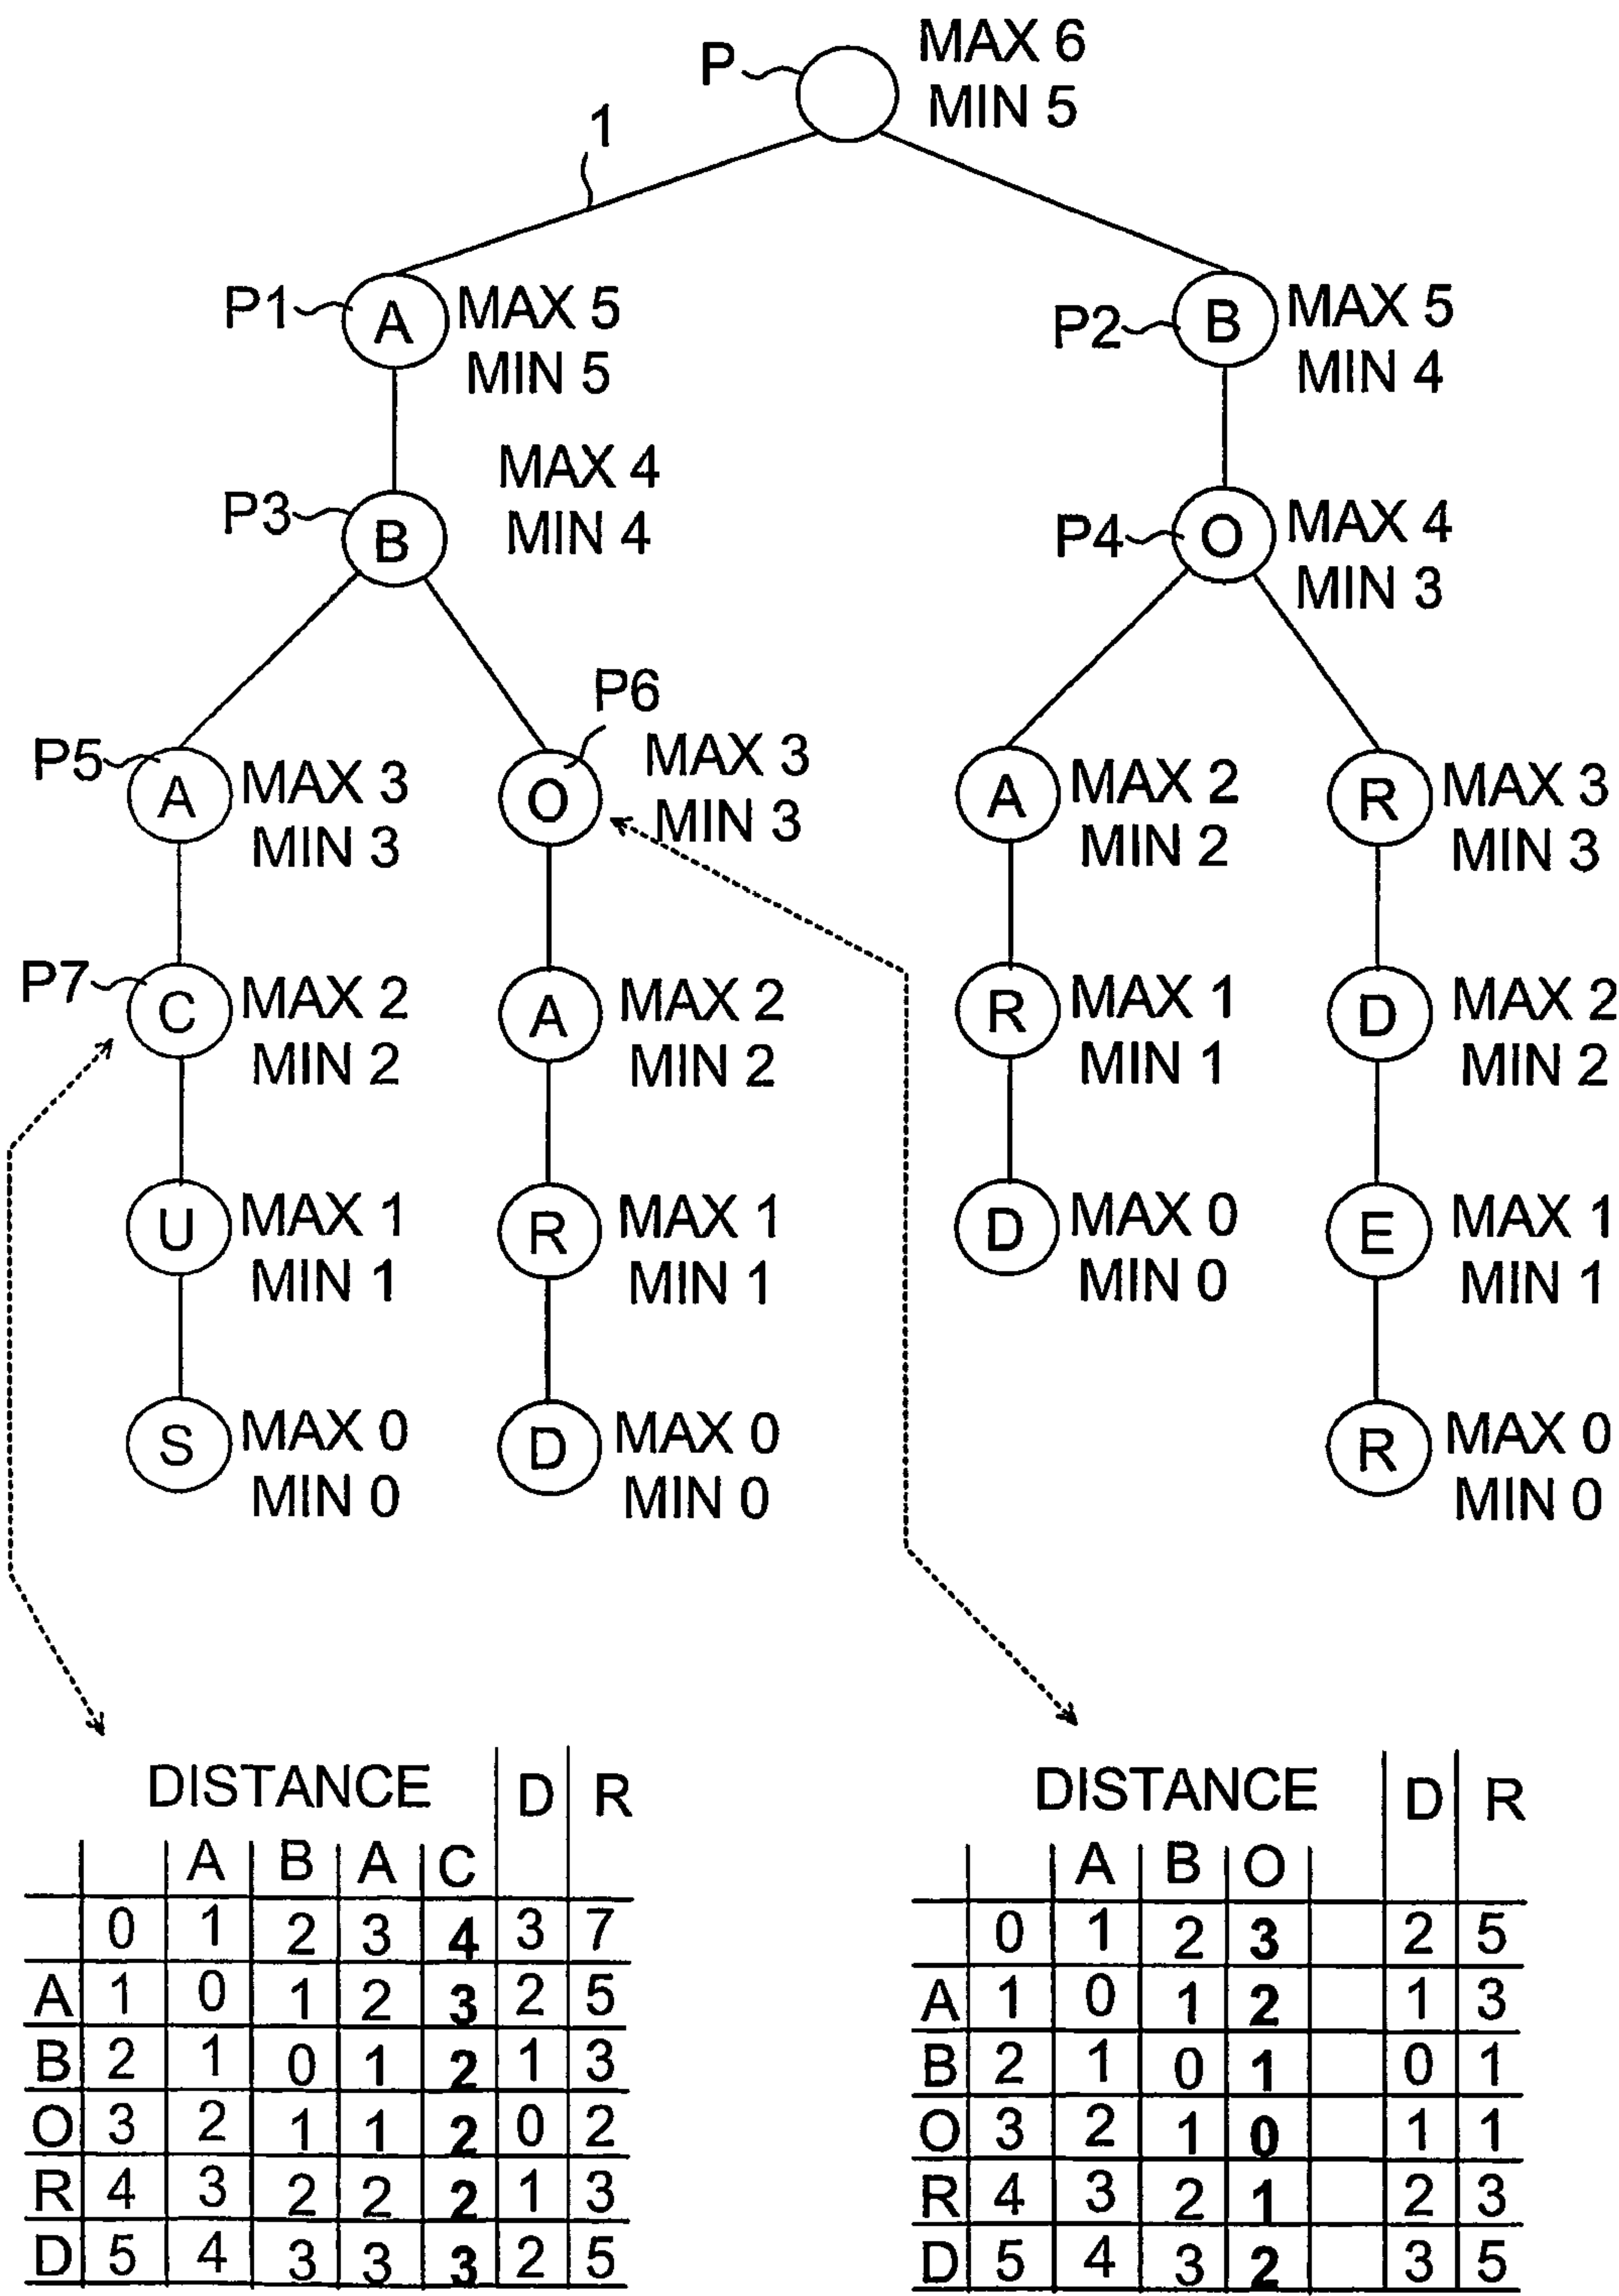 P MAX 6
MIN 5
1
P1 A MAX 5 P2 B MAX 5
MIN 5 MIN 4
P3 B MAX 4 P4 O MAX 4
MIN 4 MIN 3
P6
P5 A MAX 3 O MAX 3 A MAX 2 R MAX 3
MIN 3 MIN 3 MIN 2 MIN 3
P7 C MAX 2 A MAX 2 R MAX 1 D MAX 2
MIN 2 MIN 2 MIN 1 MIN 2
U MAX 1 R MAX 1 D MAX 0 E MAX 1
MIN 1 MIN 1 MIN 0 MIN 1
S MAX 0 D MAX 0 R MAX 0
MIN 0 MIN 0 MIN 0
DISTANCE D R
A B A C
0 1 2 3 4 3 7
A 1 0 1 2 3 2 5
B 2 1 0 1 2 1 3
O 3 2 1 1 2 0 2
R 4 3 2 2 2 1 3
D 5 4 3 3 3 2 5
DISTANCE D R
A B O
0 1 2 3 2 5
A 1 0 1 2 1 3
B 2 1 0 1 0 1
O 3 2 1 0 1 1
R 4 3 2 1 2 3
D 5 4 3 2 3 5